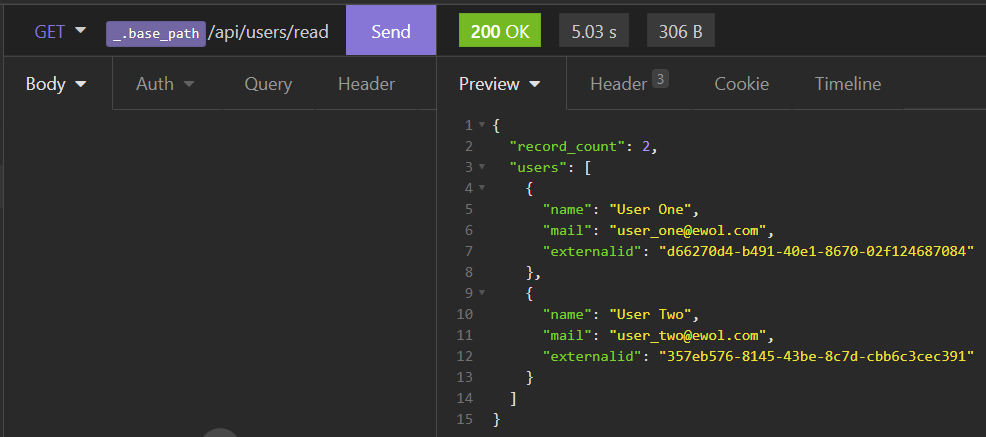 GET _.base_path /api/users/read Send 200 OK 5.03 s 306 B
Body Auth Query Header Preview Header 3 Cookie Timeline
1 {
2 "record_count": 2,
3 "users": [
4 {
5 "name": "User One",
6 "mail": "user_one@ewol.com",
7 "externalid": "d66270d4-b491-40e1-8670-02f124687084"
8 },
9 {
10 "name": "User Two",
11 "mail": "user_two@ewol.com",
12 "externalid": "357eb576-8145-43be-8c7d-cbb6c3cec391"
13 }
14 ]
15 }